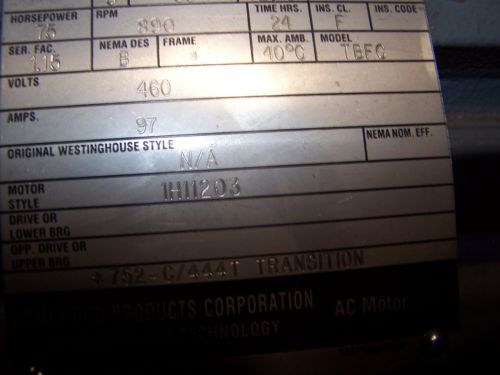 HORSEPOWER RPM TIME HRS. INS. CL. INS. CODE
75 890 24 F
SER. FAC. NEMA DES FRAME MAX. AMB. MODEL
1.15 B * 40°C TBFC
VOLTS
460
AMPS.
97
ORIGINAL WESTINGHOUSE STYLE NEMA NOM. EFF.
N/A
MOTOR
STYLE 1H11203
DRIVE OR
LOWER BRG
OPP. DRIVE OR
UPPER BRG
*752-C/444T TRANSITION
PRODUCTS CORPORATION AC Motor
TECHNOLOGY